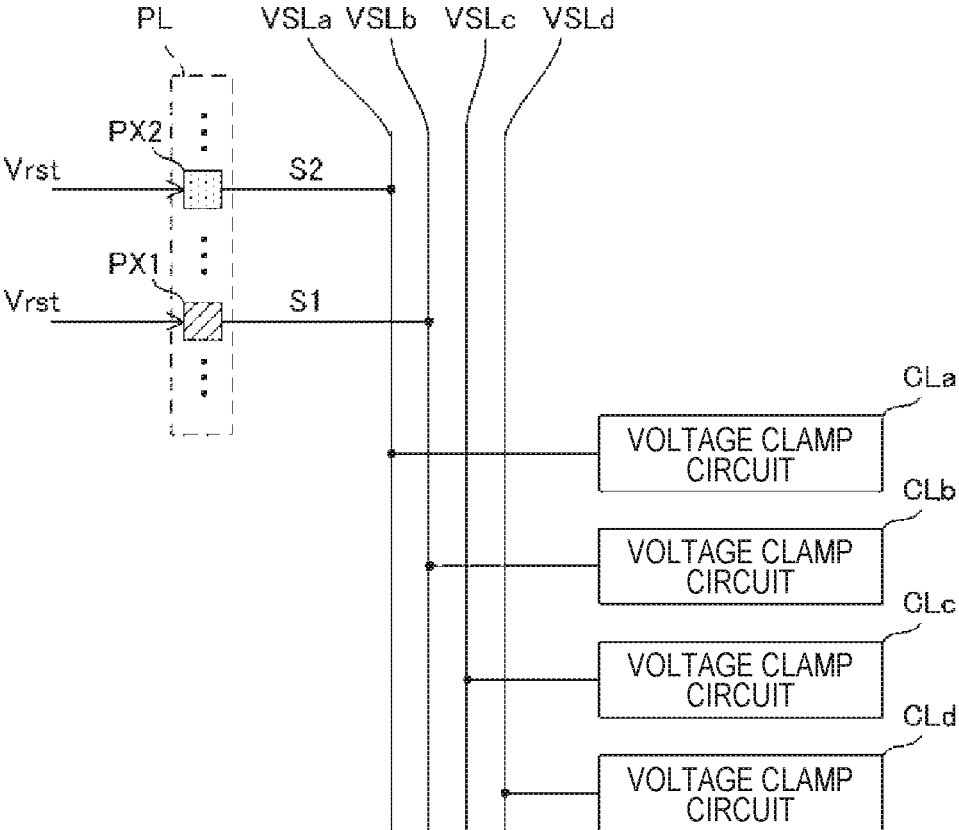 PL VSLa VSLb VSLc VSLd
PX2
Vrst S2
PX1
Vrst S1
CLa
VOLTAGE CLAMP
CIRCUIT
CLb
VOLTAGE CLAMP
CIRCUIT
CLc
VOLTAGE CLAMP
CIRCUIT
CLd
VOLTAGE CLAMP
CIRCUIT